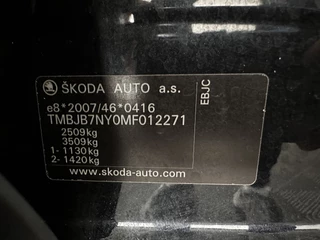 ŠKODA AUTO a.s.
e8*2007/46*0416
TMBJB7NY0MF012271
2509kg
3509kg
1- 1130kg
2- 1420kg
www.skoda-auto.com
EBJC